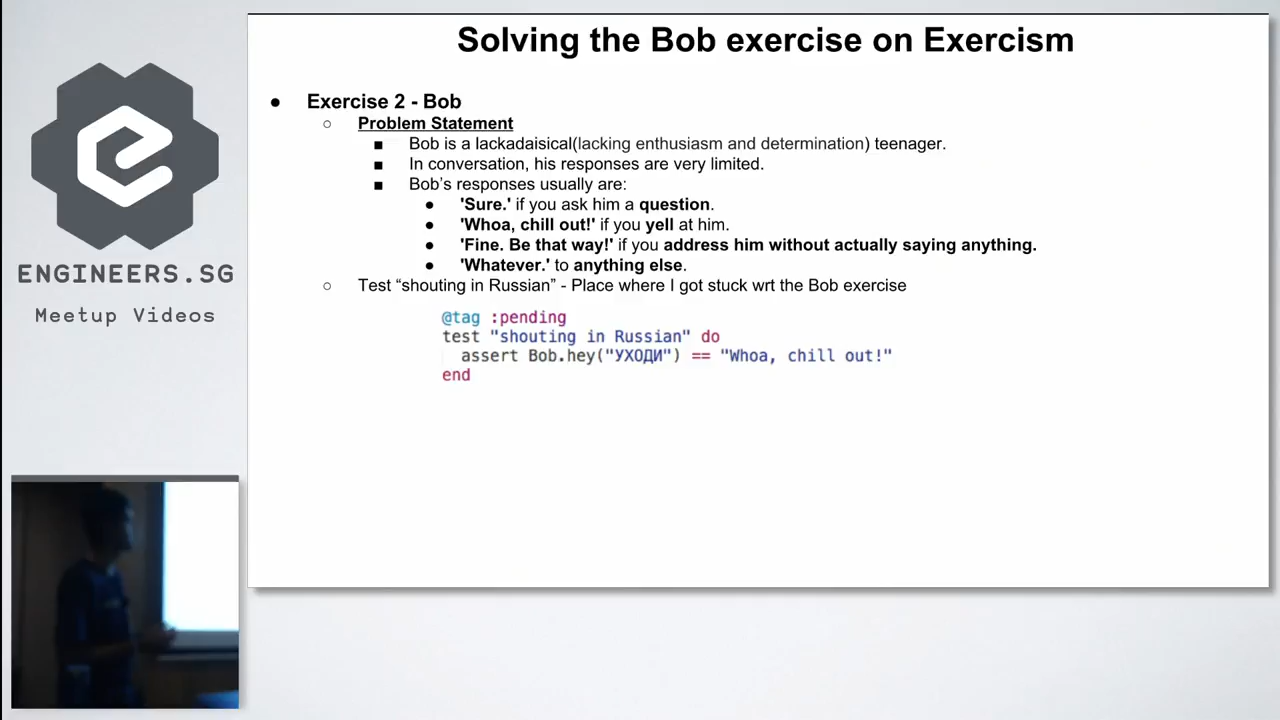 Solving the Bob exercise on Exercism
● Exercise 2 - Bob
○ Problem Statement
■ Bob is a lackadaisical(lacking enthusiasm and determination) teenager.
■ In conversation, his responses are very limited.
■ Bob's responses usually are:
● 'Sure.' if you ask him a question.
● 'Whoa, chill out!' if you yell at him.
● 'Fine. Be that way!' if you address him without actually saying anything.
● 'Whatever.' to anything else.
○ Test “shouting in Russian” - Place where I got stuck wrt the Bob exercise
@tag :pending
test "shouting in Russian" do
assert Bob.hey("УХОДИ") == "Whoa, chill out!"
end
ENGINEERS.SG
Meetup Videos